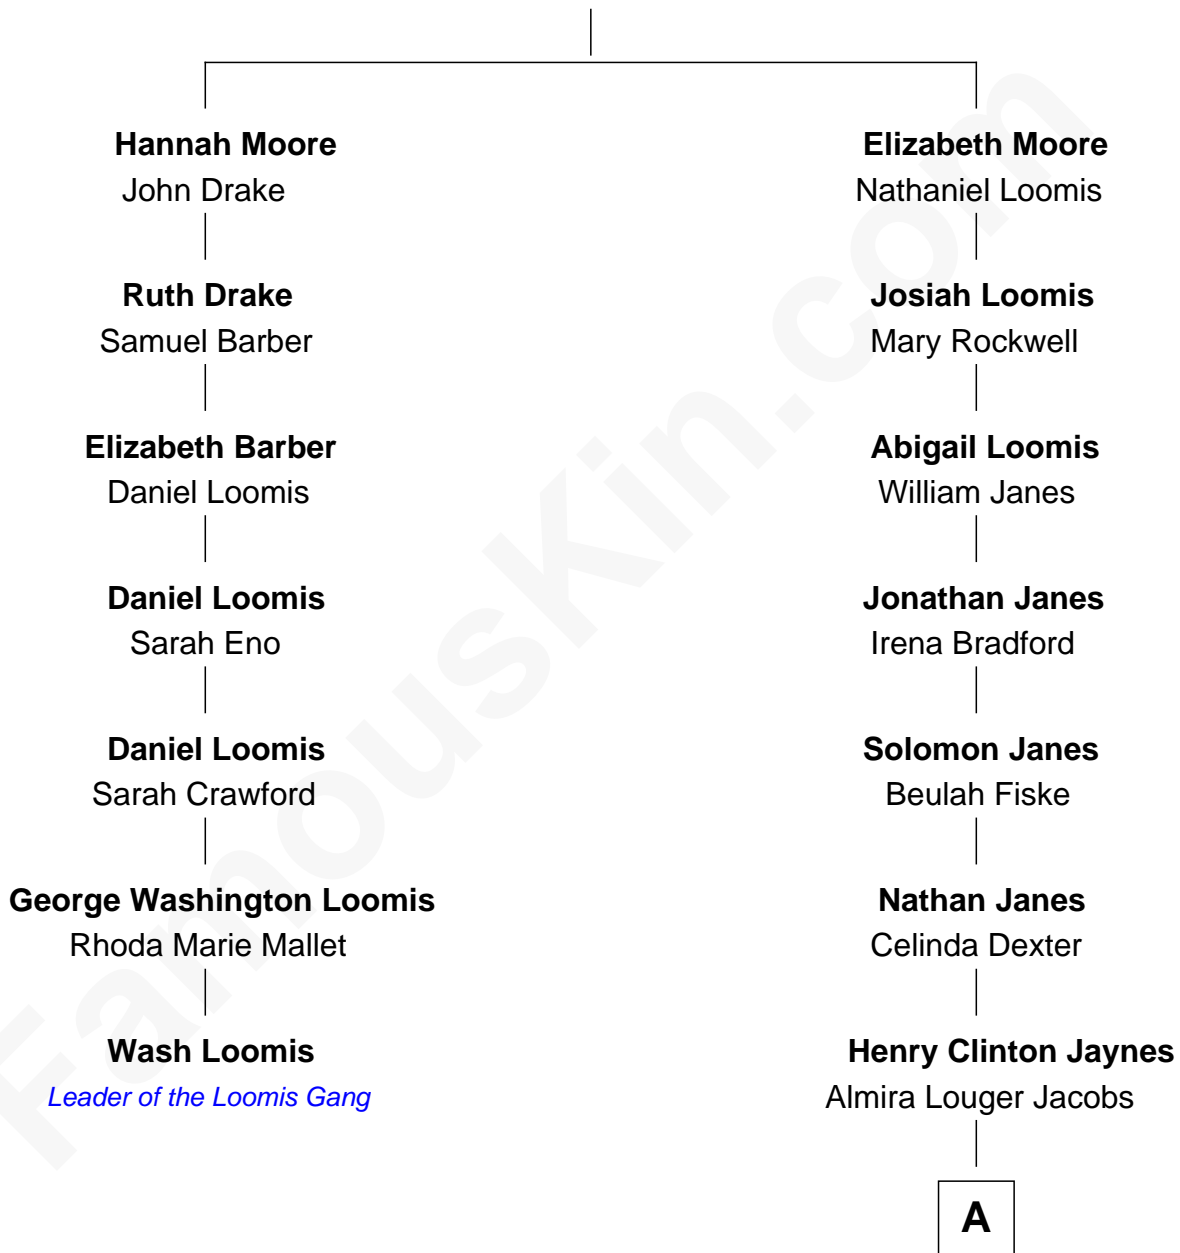 Hannah Moore
John Drake
Ruth Drake
Samuel Barber
Elizabeth Barber
Daniel Loomis
Daniel Loomis
Sarah Eno
Daniel Loomis
Sarah Crawford
George Washington Loomis
Rhoda Marie Mallet
Wash Loomis
Leader of the Loomis Gang
Elizabeth Moore
Nathaniel Loomis
Josiah Loomis
Mary Rockwell
Abigail Loomis
William Janes
Jonathan Janes
Irena Bradford
Solomon Janes
Beulah Fiske
Nathan Janes
Celinda Dexter
Henry Clinton Jaynes
Almira Louger Jacobs
A
FamousKin.com